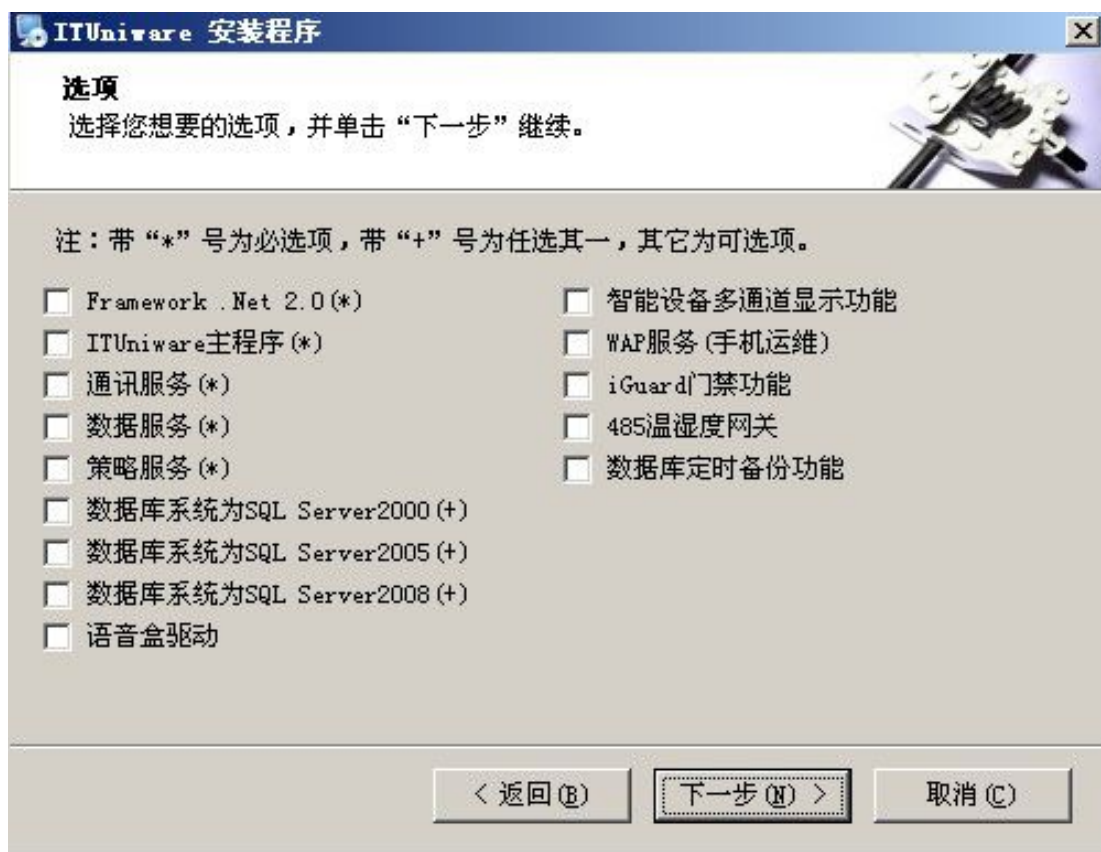 ITUniware 安装程序
选项
选择您想要的选项，并单击“下一步”继续。
注：带“*”号为必选项，带“+”号为任选其一，其它为可选项。
Framework .Net 2.0(*)
ITUniware主程序(*)
通讯服务(*)
数据服务(*)
策略服务(*)
数据库系统为SQL Server2000(+)
数据库系统为SQL Server2005(+)
数据库系统为SQL Server2008(+)
语音盒驱动
智能设备多通道显示功能
WAP服务(手机运维)
iGuard门禁功能
485温湿度网关
数据库定时备份功能
< 返回(B)
下一步(N) >
取消(C)